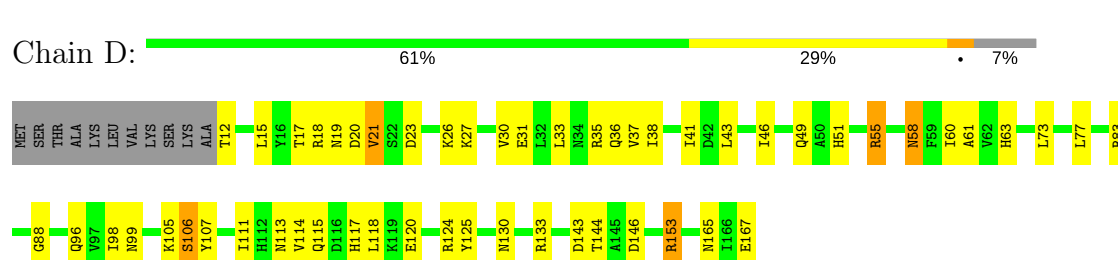 Chain D:
61% 29% • 7%
MET SER THR ALA LYS LEU VAL LYS SER LYS ALA T12 L15 Y16 T17 R18 N19 D20 V21 S22 D23 K26 K27 V30 E31 L32 L33 N34 R35 Q36 V37 I38 I41 D42 L43 I46 Q49 A50 H51 R55 N58 F59 I60 A61 V62 H63 L73 L77
G88 Q96 V97 I98 N99 K105 S106 Y107 I111 H112 N113 V114 Q115 D116 H117 L118 K119 E120 R124 Y125 N130 R133 D143 T144 A145 D146 R153 N165 I166 E167